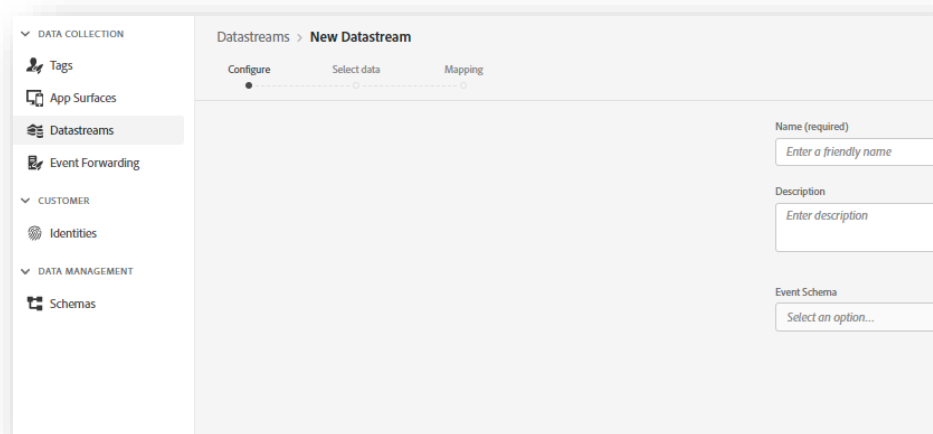 DATA COLLECTION
Tags
App Surfaces
Datastreams
Event Forwarding
CUSTOMER
Identities
DATA MANAGEMENT
Schemas
Datastreams > New Datastream
Configure Select data Mapping
Name (required)
Enter a friendly name
Description
Enter description
Event Schema
Select an option...